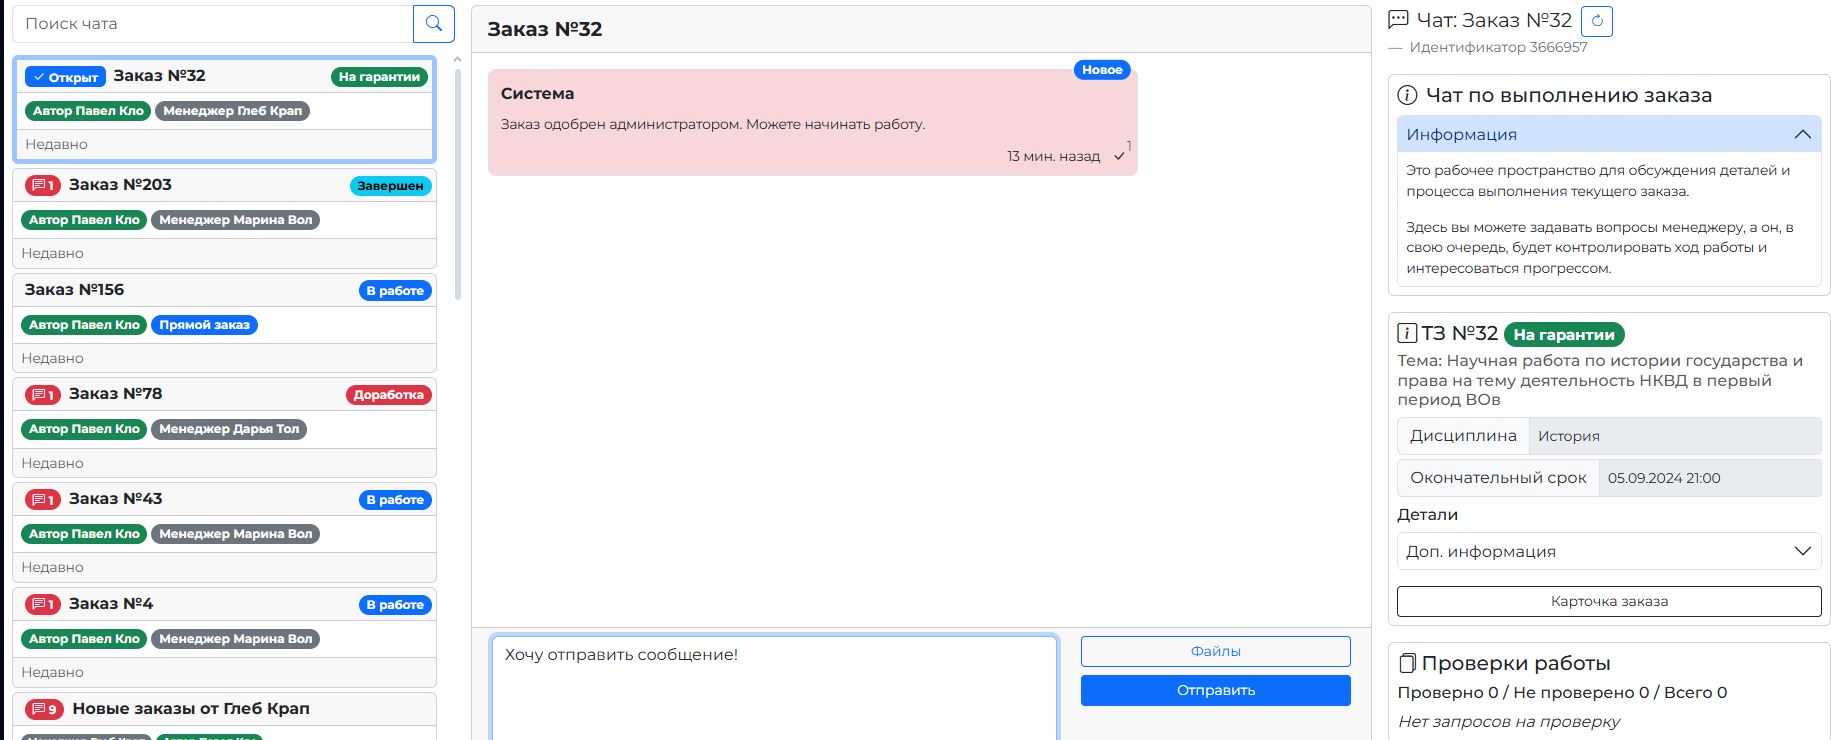 Поиск чата
Открыт Заказ №32 На гарантии
Автор Павел Кло Менеджер Глеб Крап
Недавно
1 Заказ №203 Завершен
Автор Павел Кло Менеджер Марина Вол
Недавно
Заказ №156 В работе
Автор Павел Кло Прямой заказ
Недавно
1 Заказ №78 Доработка
Автор Павел Кло Менеджер Дарья Тол
Недавно
1 Заказ №43 В работе
Автор Павел Кло Менеджер Марина Вол
Недавно
1 Заказ №4 В работе
Автор Павел Кло Менеджер Марина Вол
Недавно
9 Новые заказы от Глеб Крап
Менеджер Глеб Крап Автор Павел Кло
Заказ №32
Новое
Система
Заказ одобрен администратором. Можете начинать работу.
13 мин. назад 1
Хочу отправить сообщение!
Файлы
Отправить
Чат: Заказ №32
— Идентификатор 3666957
Чат по выполнению заказа
Информация
Это рабочее пространство для обсуждения деталей и
процесса выполнения текущего заказа.
Здесь вы можете задавать вопросы менеджеру, а он, в
свою очередь, будет контролировать ход работы и
интересоваться прогрессом.
ТЗ №32 На гарантии
Тема: Научная работа по истории государства и
права на тему деятельность НКВД в первый
период ВОв
Дисциплина История
Окончательный срок 05.09.2024 21:00
Детали
Доп. информация
Карточка заказа
Проверки работы
Проверно 0 / Не проверено 0 / Всего 0
Нет запросов на проверку